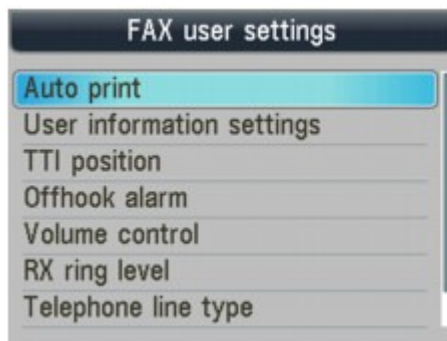 FAX user settings
Auto print
User information settings
TTI position
Offhook alarm
Volume control
RX ring level
Telephone line type